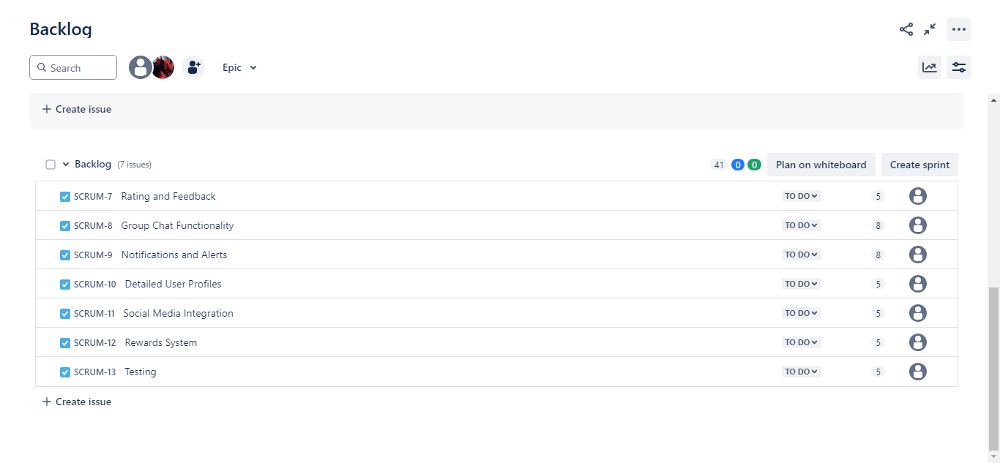 Backlog
Search
Epic
Create issue
Backlog (7 issues) 41 0 0 Plan on whiteboard Create sprint
SCRUM-7 Rating and Feedback TO DO 5
SCRUM-8 Group Chat Functionality TO DO 8
SCRUM-9 Notifications and Alerts TO DO 8
SCRUM-10 Detailed User Profiles TO DO 5
SCRUM-11 Social Media Integration TO DO 5
SCRUM-12 Rewards System TO DO 5
SCRUM-13 Testing TO DO 5
Create issue